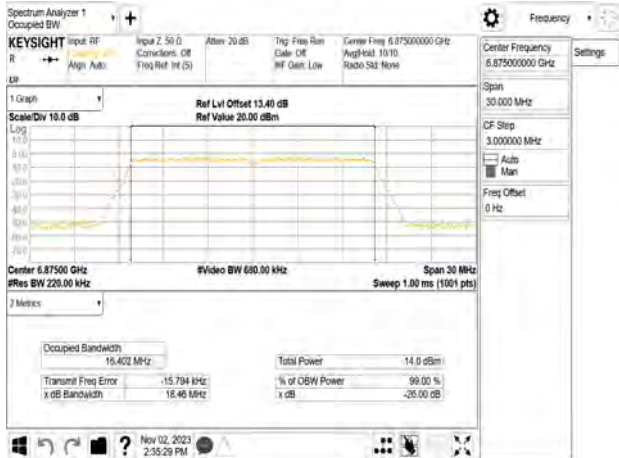 Spectrum Analyzer 1
Occupied BW
+
Frequency
KEYSIGHT
Input: RF
Input Z: 50 Ω
Atten: 20 dB
Trig: Free Run
Center Freq: 6.875000000 GHz
R
Corrections: Off
Gate: Off
Avg|Hold: 10/10
Align: Auto
Freq Ref: Int (S)
#IF Gain: Low
Radio Std: None
Center Frequency
6.875000000 GHz
Settings
Span
30.000 MHz
CF Step
3.000000 MHz
Auto
Man
Freq Offset
0 Hz
1 Graph
Scale/Div 10.0 dB
Ref Lvl Offset 13.40 dB
Ref Value 20.00 dBm
Log
10.0
0.00
Center 6.87500 GHz
#Video BW 680.00 kHz
Span 30 MHz
#Res BW 220.00 kHz
Sweep 1.00 ms (1001 pts)
2 Metrics
Occupied Bandwidth
16.402 MHz
Total Power
14.0 dBm
Transmit Freq Error
-15.794 kHz
% of OBW Power
99.00 %
x dB Bandwidth
18.46 MHz
x dB
-26.00 dB
?
Nov 02, 2023
2:35:29 PM